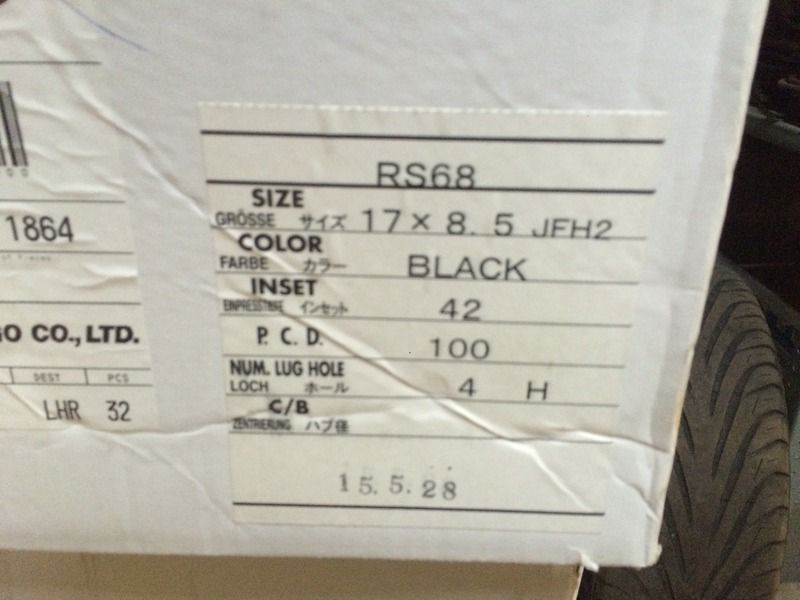 RS68
SIZE
GRÖSSE サイズ 17 × 8.5 JFH2
COLOR
FARBE カラー BLACK
INSET
EINPRESSTIEFE インセット 42
P.C.D. 100
NUM. LUG HOLE
LOCH ホール 4 H
C/B
ZENTRIERUNG ハブ径
15.5.28
1864
GO CO.,LTD.
DEST PCS
LHR 32